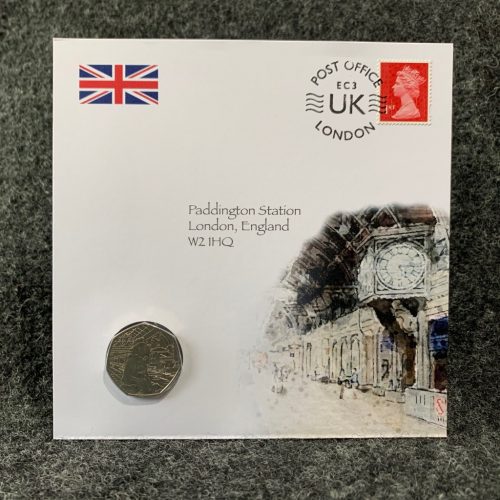 POST OFFICE
EC3
UK
LONDON
Paddington Station
London, England
W2 1HQ